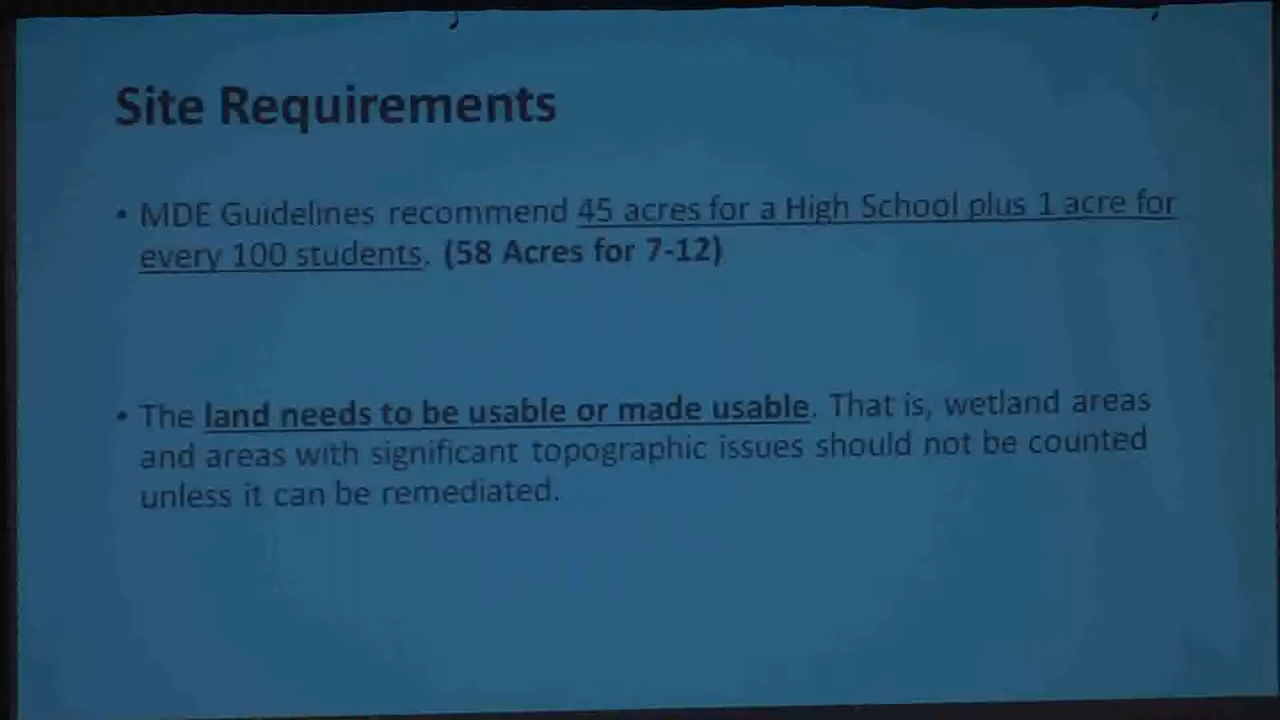 Site Requirements
• MDE Guidelines recommend 45 acres for a High School plus 1 acre for
every 100 students. (58 Acres for 7-12)
• The land needs to be usable or made usable. That is, wetland areas
and areas with significant topographic issues should not be counted
unless it can be remediated.